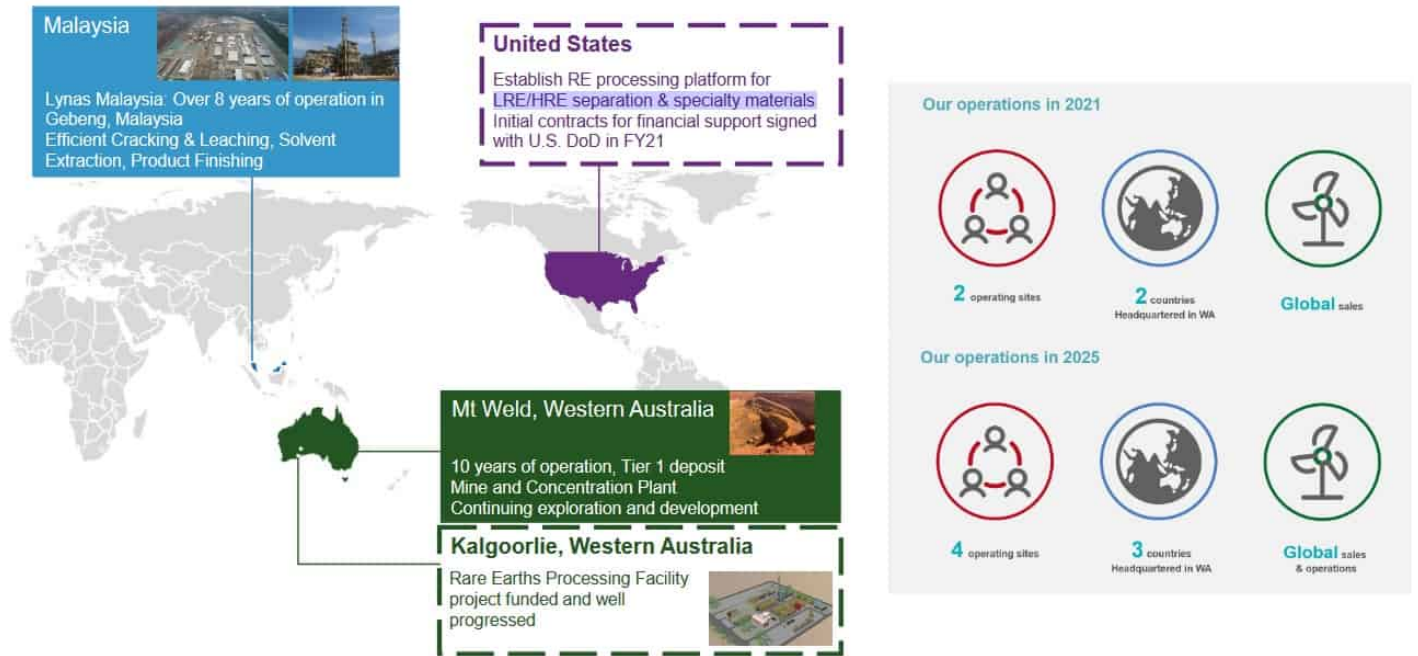 Malaysia
Lynas Malaysia: Over 8 years of operation in
Gebeng, Malaysia
Efficient Cracking & Leaching, Solvent
Extraction, Product Finishing
United States
Establish RE processing platform for
LRE/HRE separation & specialty materials
Initial contracts for financial support signed
with U.S. DoD in FY21
Mt Weld, Western Australia
10 years of operation, Tier 1 deposit
Mine and Concentration Plant
Continuing exploration and development
Kalgoorlie, Western Australia
Rare Earths Processing Facility
project funded and well
progressed
Our operations in 2021
2 operating sites
2 countries
Headquartered in WA
Global sales
Our operations in 2025
4 operating sites
3 countries
Headquartered in WA
Global sales
& operations